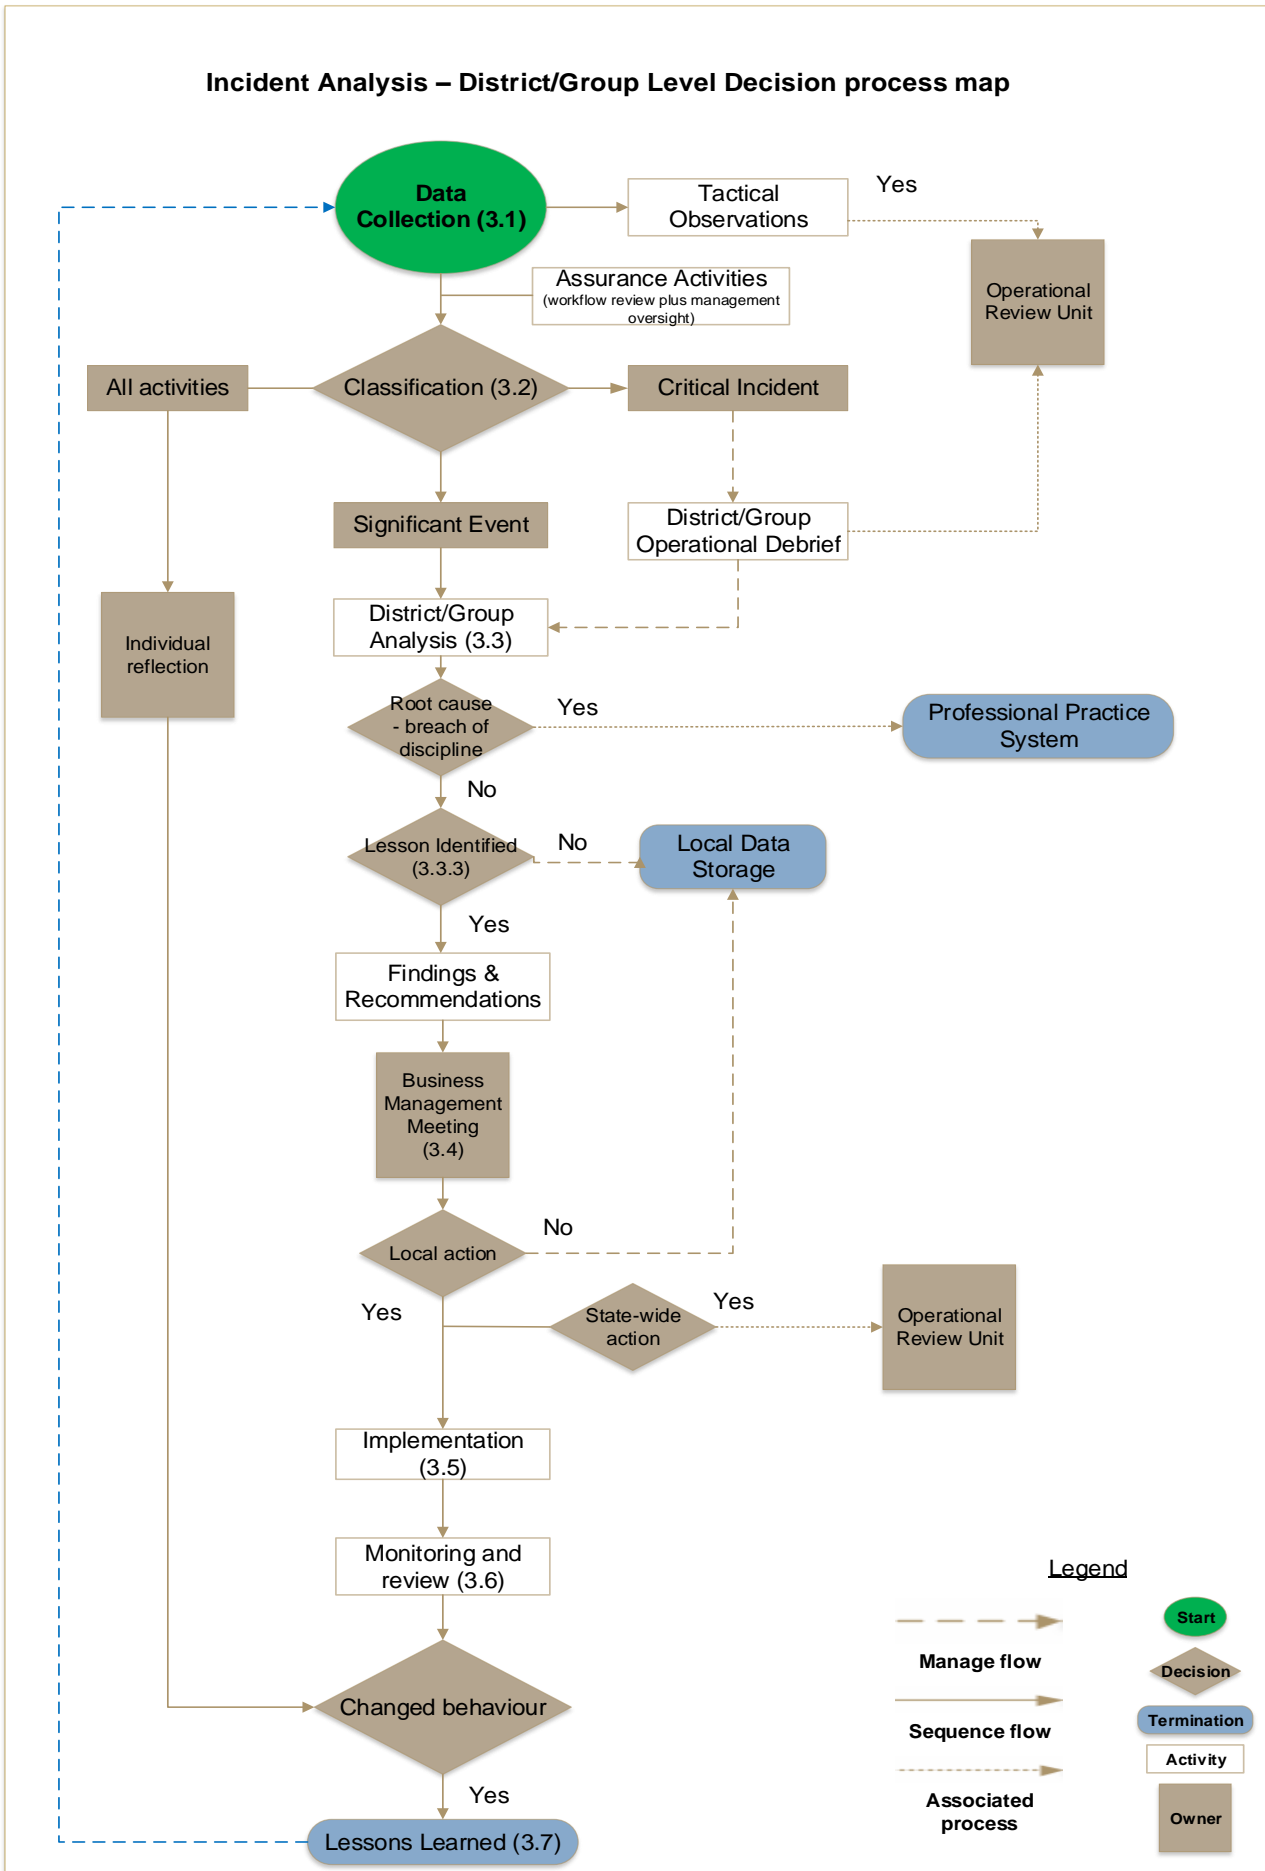 Incident Analysis – District/Group Level Decision process map
Data
Collection (3.1)
Tactical
Observations
Yes
Operational
Review Unit
Assurance Activities
(workflow review plus management
oversight)
All activities
Classification (3.2)
Critical Incident
Significant Event
District/Group
Operational Debrief
District/Group
Analysis (3.3)
Individual
reflection
Root cause
- breach of
discipline
Yes
Professional Practice
System
No
Lesson Identified
(3.3.3)
No
Local Data
Storage
Yes
Findings &
Recommendations
Business
Management
Meeting
(3.4)
Local action
No
Yes
State-wide
action
Yes
Operational
Review Unit
Implementation
(3.5)
Monitoring and
review (3.6)
Changed behaviour
Yes
Lessons Learned (3.7)
Legend
Manage flow
Sequence flow
Associated
process
Start
Decision
Termination
Activity
Owner